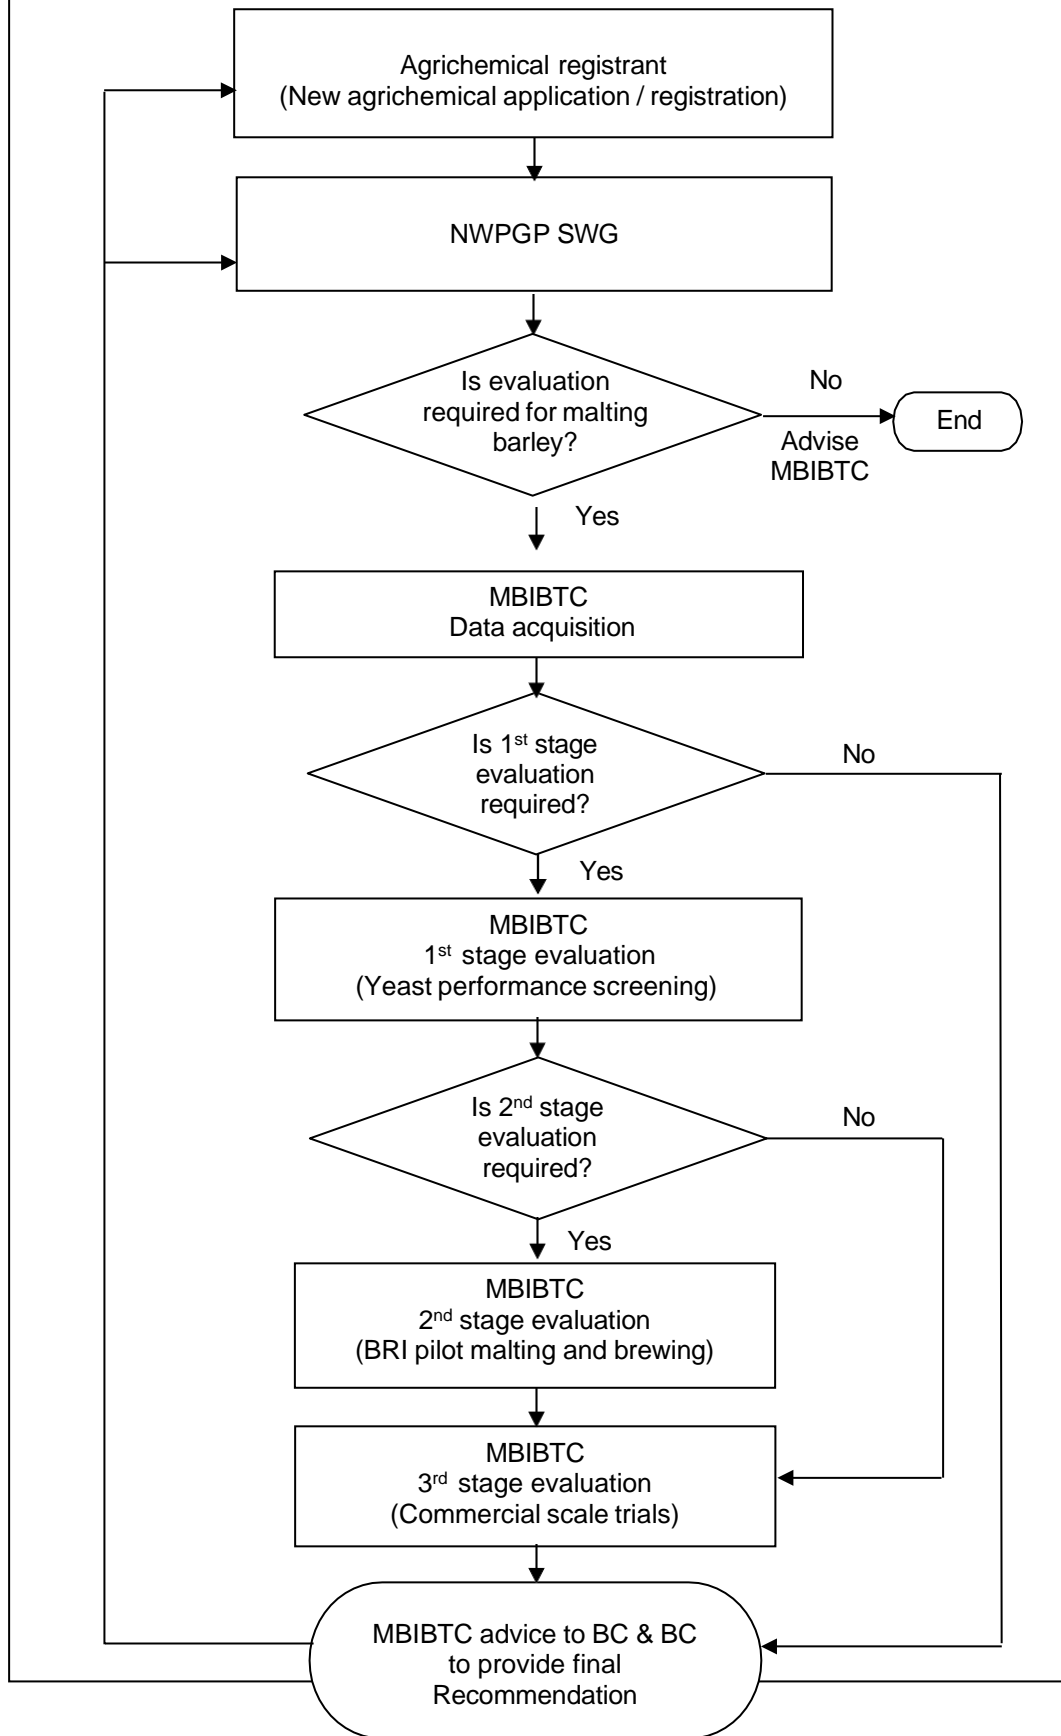 Agrichemical registrant
(New agrichemical application / registration)
NWPGP SWG
Is evaluation
required for malting
barley?
No
Advise
MBIBTC
End
Yes
MBIBTC
Data acquisition
Is 1st stage
evaluation
required?
No
Yes
MBIBTC
1st stage evaluation
(Yeast performance screening)
Is 2nd stage
evaluation
required?
No
Yes
MBIBTC
2nd stage evaluation
(BRI pilot malting and brewing)
MBIBTC
3rd stage evaluation
(Commercial scale trials)
MBIBTC advice to BC & BC
to provide final
Recommendation